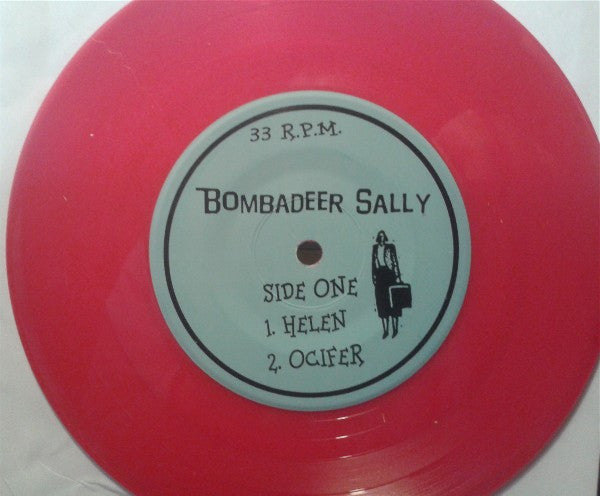 33 R.P.M.
BOMBADEER SALLY
SIDE ONE
1. HELEN
2. OCIFER